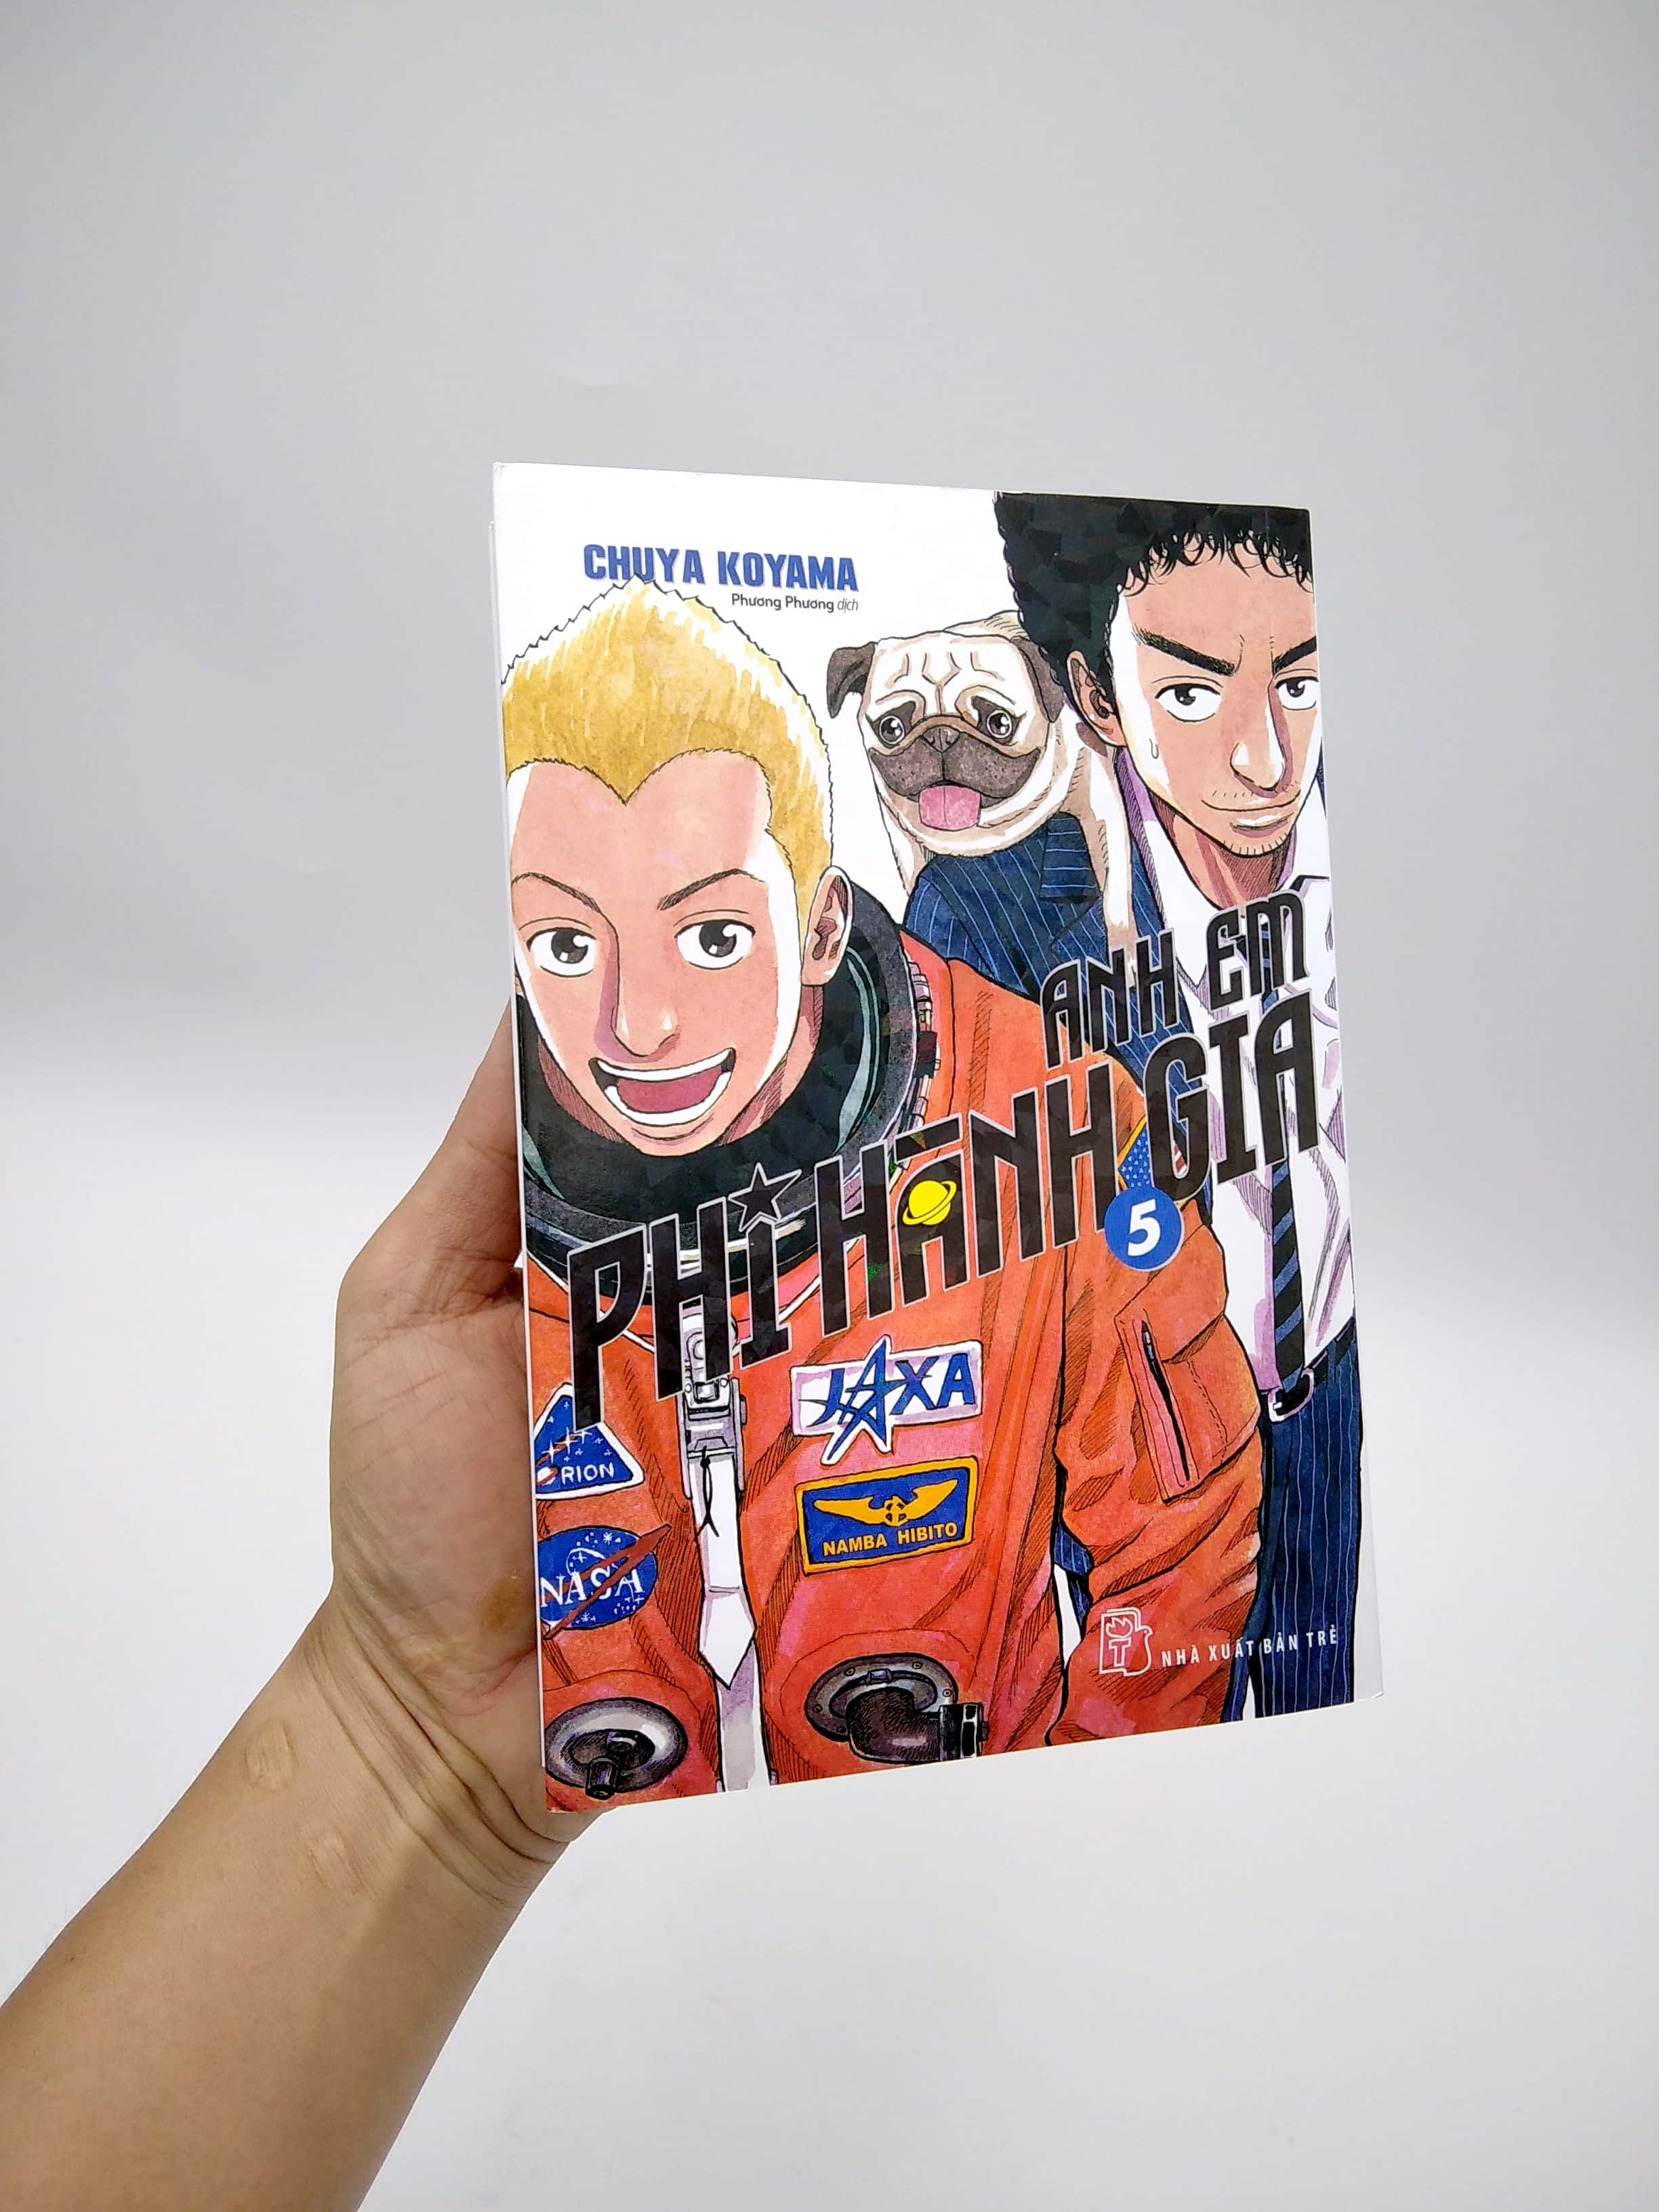 CHUYA KOYAMA
Phương Phương dịch
ANH EM
PHI HÀNH GIA
5
JAXA
RION
NAMBA HIBITO
NASA
NHÀ XUẤT BẢN TRẺ